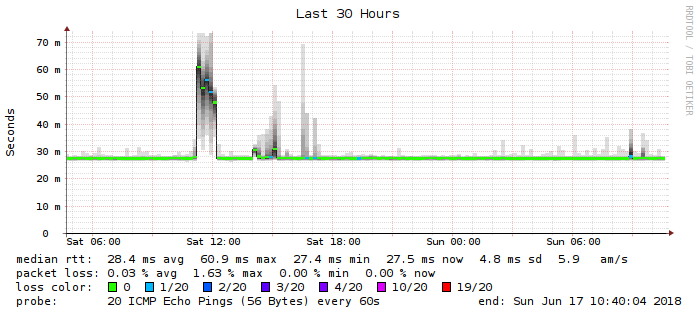 Last 30 Hours
RRDTOOL / TOBI OETIKER
Seconds
70 m
60 m
50 m
40 m
30 m
20 m
10 m
0
Sat 06:00 Sat 12:00 Sat 18:00 Sun 00:00 Sun 06:00
median rtt: 28.4 ms avg 60.9 ms max 27.4 ms min 27.5 ms now 4.8 ms sd 5.9 am/s
packet loss: 0.03 % avg 1.63 % max 0.00 % min 0.00 % now
loss color: 0 1/20 2/20 3/20 4/20 10/20 19/20
probe: 20 ICMP Echo Pings (56 Bytes) every 60s end: Sun Jun 17 10:40:04 2018